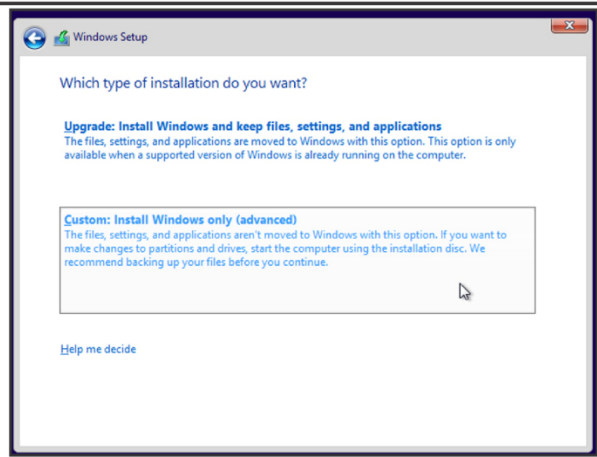 Windows Setup
Which type of installation do you want?
Upgrade: Install Windows and keep files, settings, and applications
The files, settings, and applications are moved to Windows with this option. This option is only
available when a supported version of Windows is already running on the computer.
Custom: Install Windows only (advanced)
The files, settings, and applications aren't moved to Windows with this option. If you want to
make changes to partitions and drives, start the computer using the installation disc. We
recommend backing up your files before you continue.
Help me decide